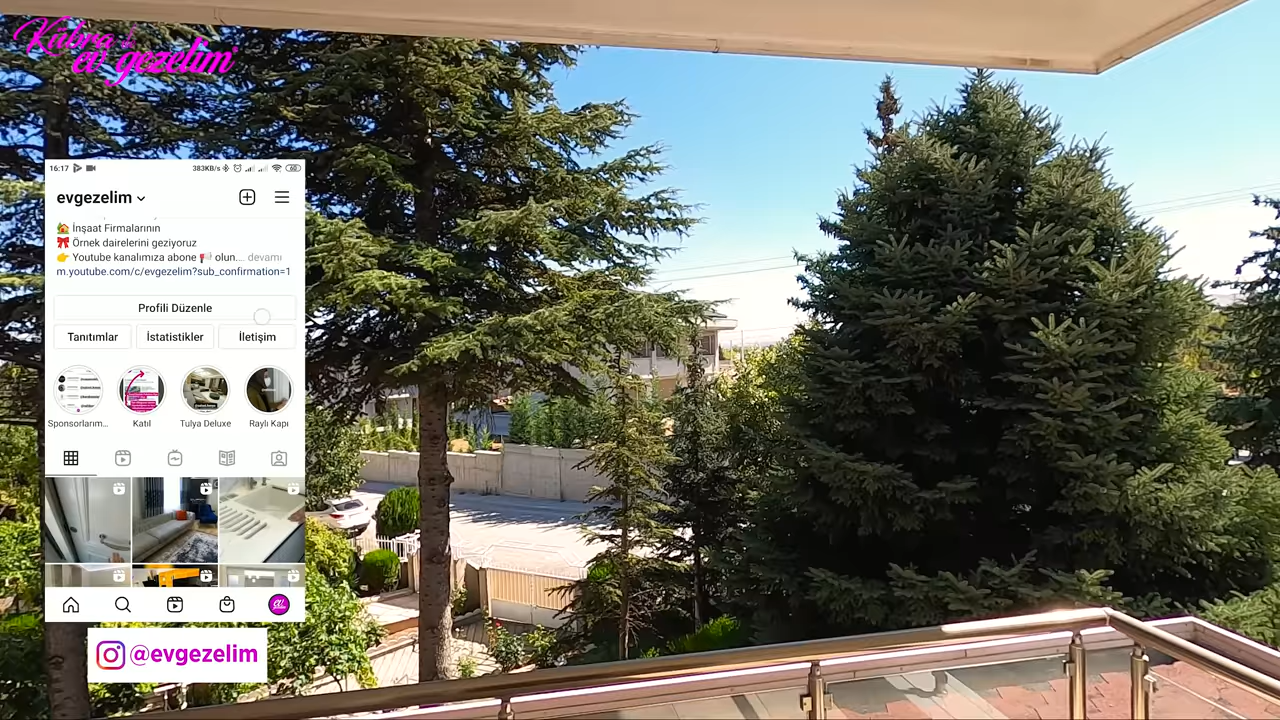 Kübra ile
ev gezelim
16:17
383KB/s
evgezelim
🏡 İnşaat Firmalarının
🎀 Örnek dairelerini geziyoruz
👉 Youtube kanalımıza abone 📢 olun... devamı
m.youtube.com/c/evgezelim?sub_confirmation=1
Profili Düzenle
Tanıtımlar İstatistikler İletişim
Sponsorlarım... Katıl Tulya Deluxe Raylı Kapı
@evgezelim